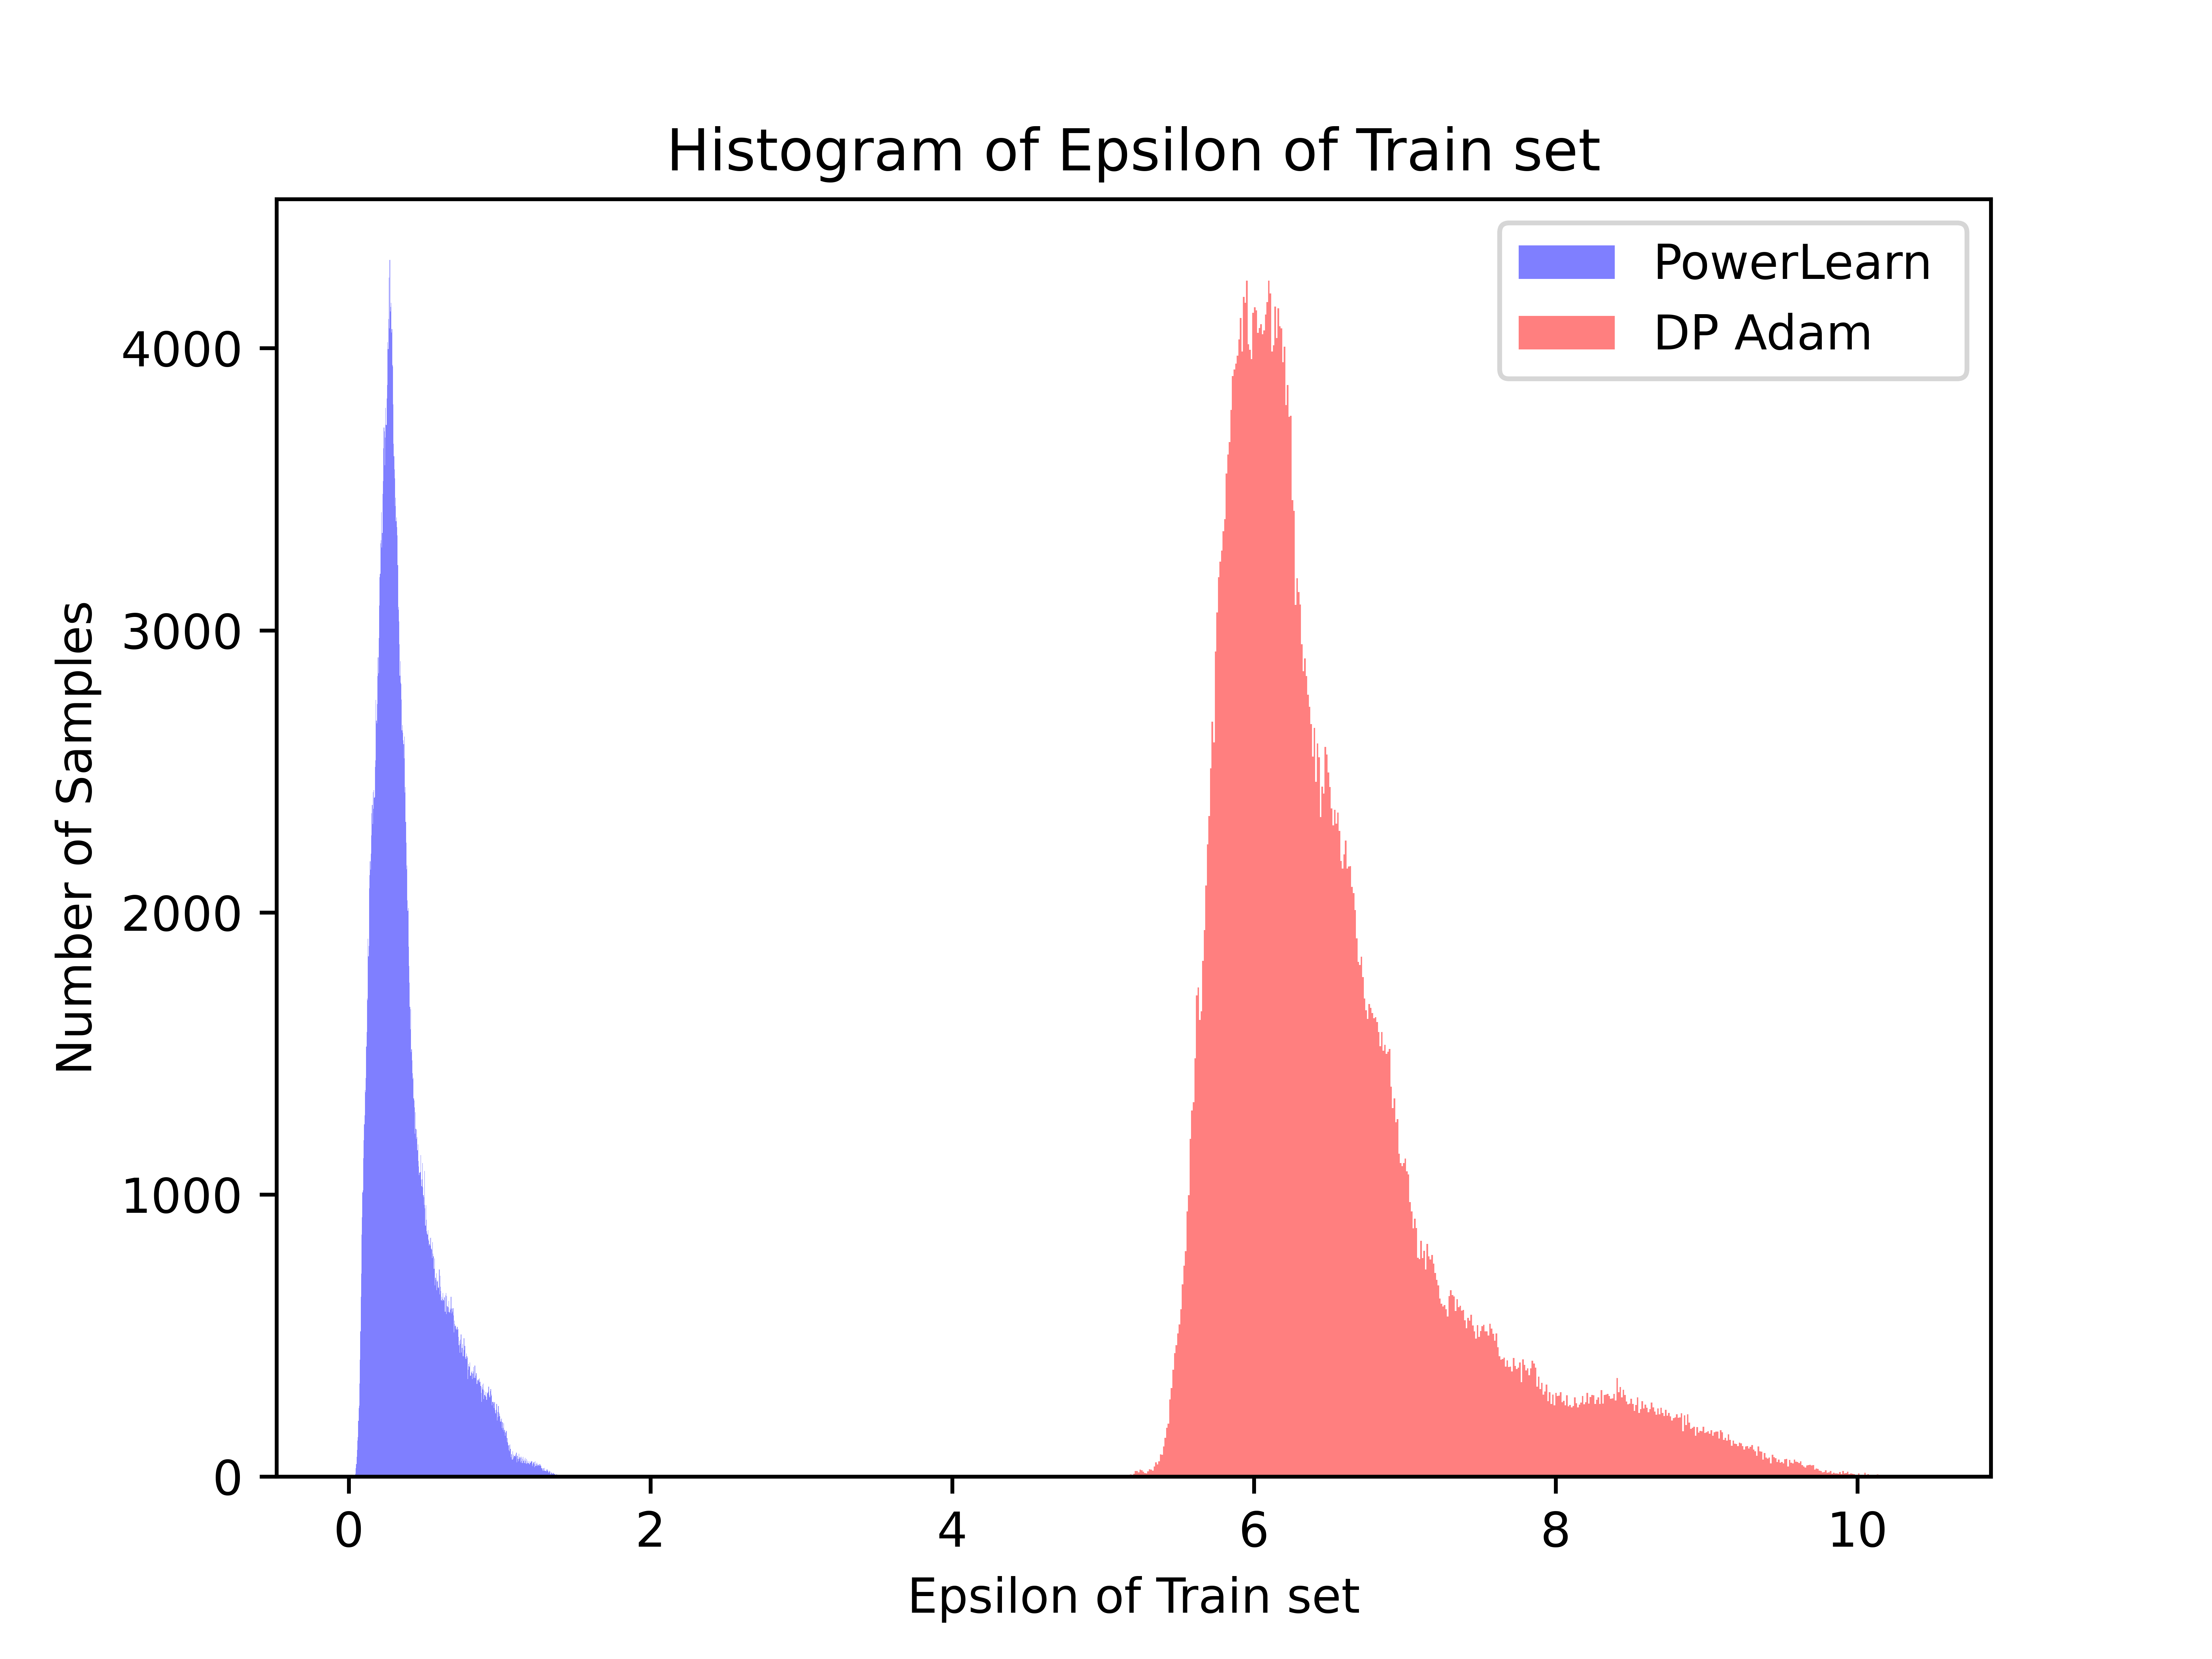 Histogram of Epsilon of Train set
PowerLearn
DP Adam
Number of Samples
4000
3000
2000
1000
0
0 2 4 6 8 10
Epsilon of Train set